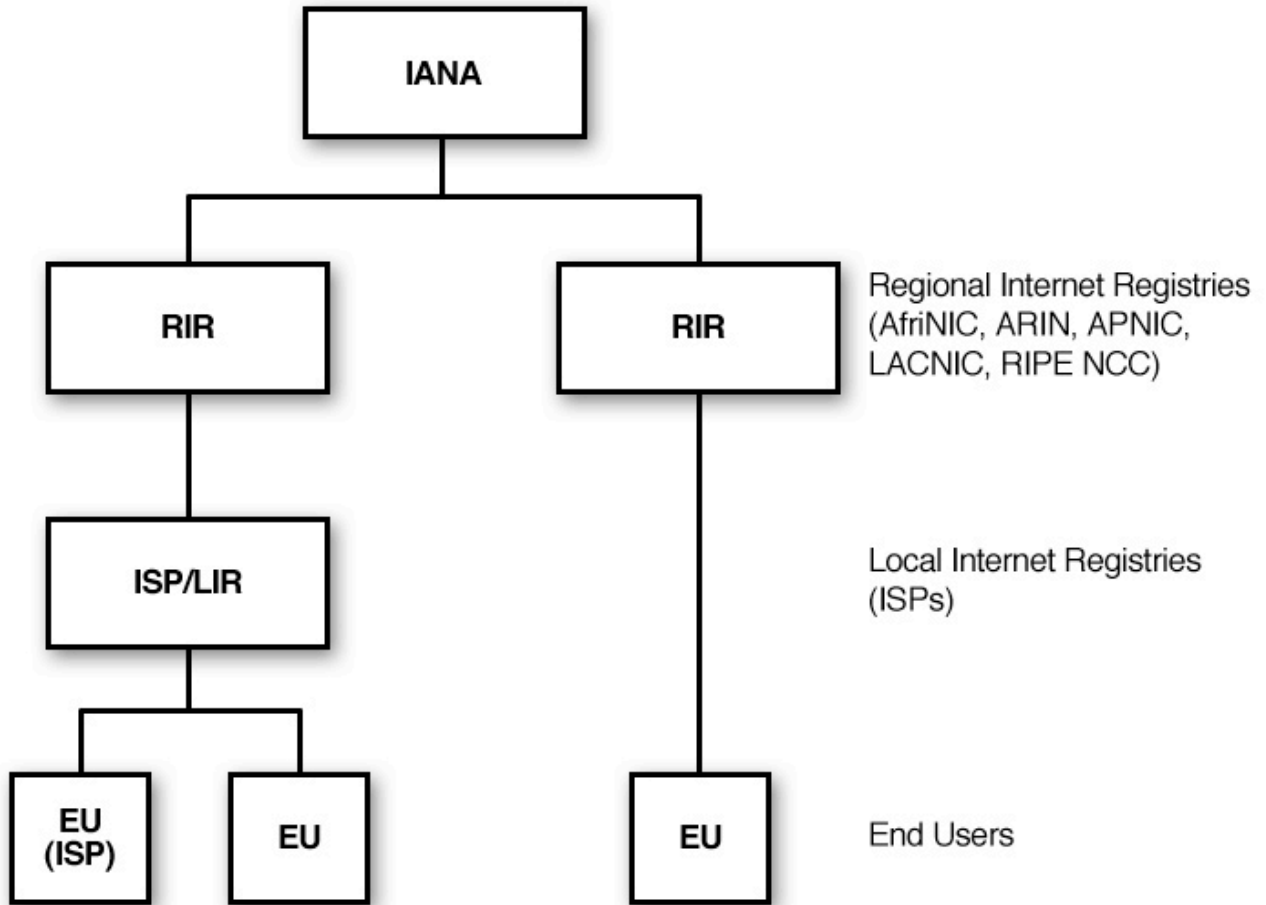 IANA
RIR
RIR
Regional Internet Registries
(AfriNIC, ARIN, APNIC,
LACNIC, RIPE NCC)
ISP/LIR
Local Internet Registries
(ISPs)
EU
(ISP)
EU
EU
End Users